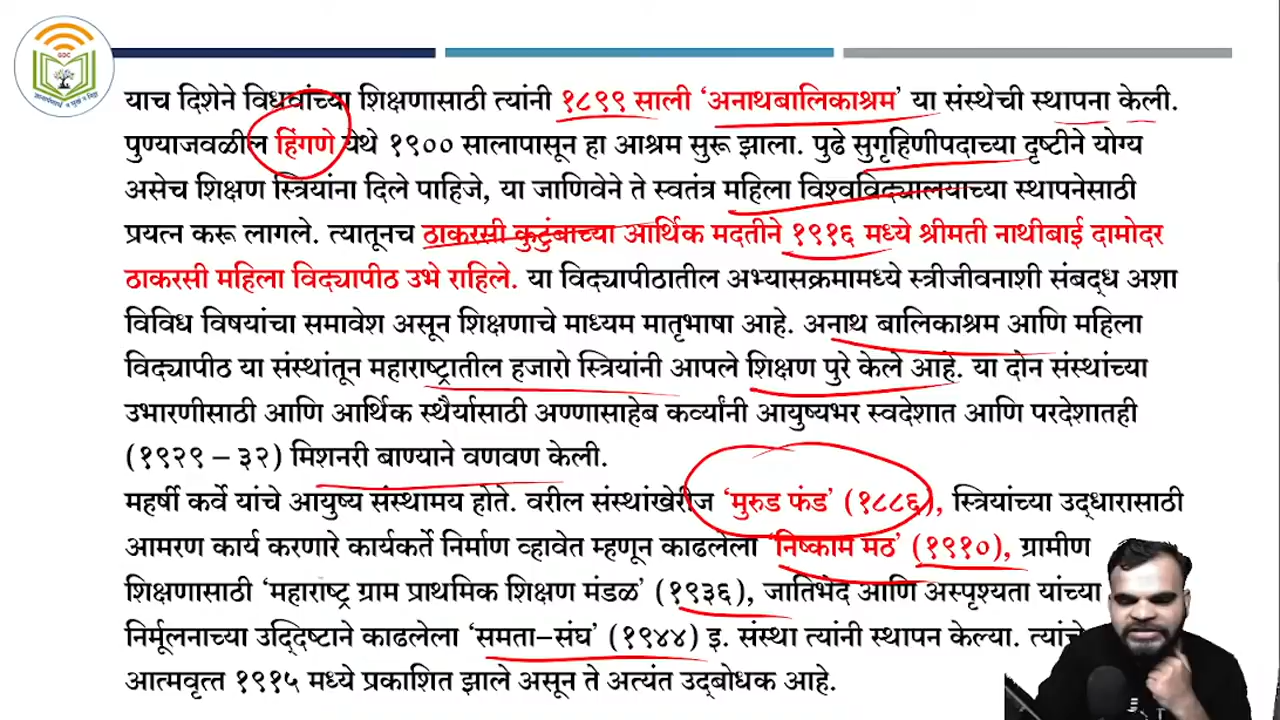 याच दिशेने विधवांच्या शिक्षणासाठी त्यांनी १८९९ साली ‘अनाथबालिकाश्रम’ या संस्थेची स्थापना केली.
पुण्याजवळील हिंगणे येथे १९०० सालापासून हा आश्रम सुरू झाला. पुढे सुगृहिणीपदाच्या दृष्टीने योग्य
असेच शिक्षण स्त्रियांना दिले पाहिजे, या जाणिवेने ते स्वतंत्र महिला विश्वविद्यालयाच्या स्थापनेसाठी
प्रयत्न करू लागले. त्यातूनच ठाकरसी कुटुंबाच्या आर्थिक मदतीने १९१६ मध्ये श्रीमती नाथीबाई दामोदर
ठाकरसी महिला विद्यापीठ उभे राहिले. या विद्यापीठातील अभ्यासक्रमामध्ये स्त्रीजीवनाशी संबद्ध अशा
विविध विषयांचा समावेश असून शिक्षणाचे माध्यम मातृभाषा आहे. अनाथ बालिकाश्रम आणि महिला
विद्यापीठ या संस्थांतून महाराष्ट्रातील हजारो स्त्रियांनी आपले शिक्षण पुरे केले आहे. या दोन संस्थांच्या
उभारणीसाठी आणि आर्थिक स्थैर्यासाठी अण्णासाहेब कर्व्यांनी आयुष्यभर स्वदेशात आणि परदेशातही
(१९२९ – ३२) मिशनरी बाण्याने वणवण केली.
महर्षी कर्वे यांचे आयुष्य संस्थामय होते. वरील संस्थांखेरीज ‘मुरुड फंड’ (१८८६), स्त्रियांच्या उद्धारासाठी
आमरण कार्य करणारे कार्यकर्ते निर्माण व्हावेत म्हणून काढलेला ‘निष्काम मठ’ (१९१०), ग्रामीण
शिक्षणासाठी ‘महाराष्ट्र ग्राम प्राथमिक शिक्षण मंडळ’ (१९३६), जातिभेद आणि अस्पृश्यता यांच्या
निर्मूलनाच्या उद्दिष्टाने काढलेला ‘समता–संघ’ (१९४४) इ. संस्था त्यांनी स्थापन केल्या. त्यांचे
आत्मवृत्त १९१५ मध्ये प्रकाशित झाले असून ते अत्यंत उद्बोधक आहे.